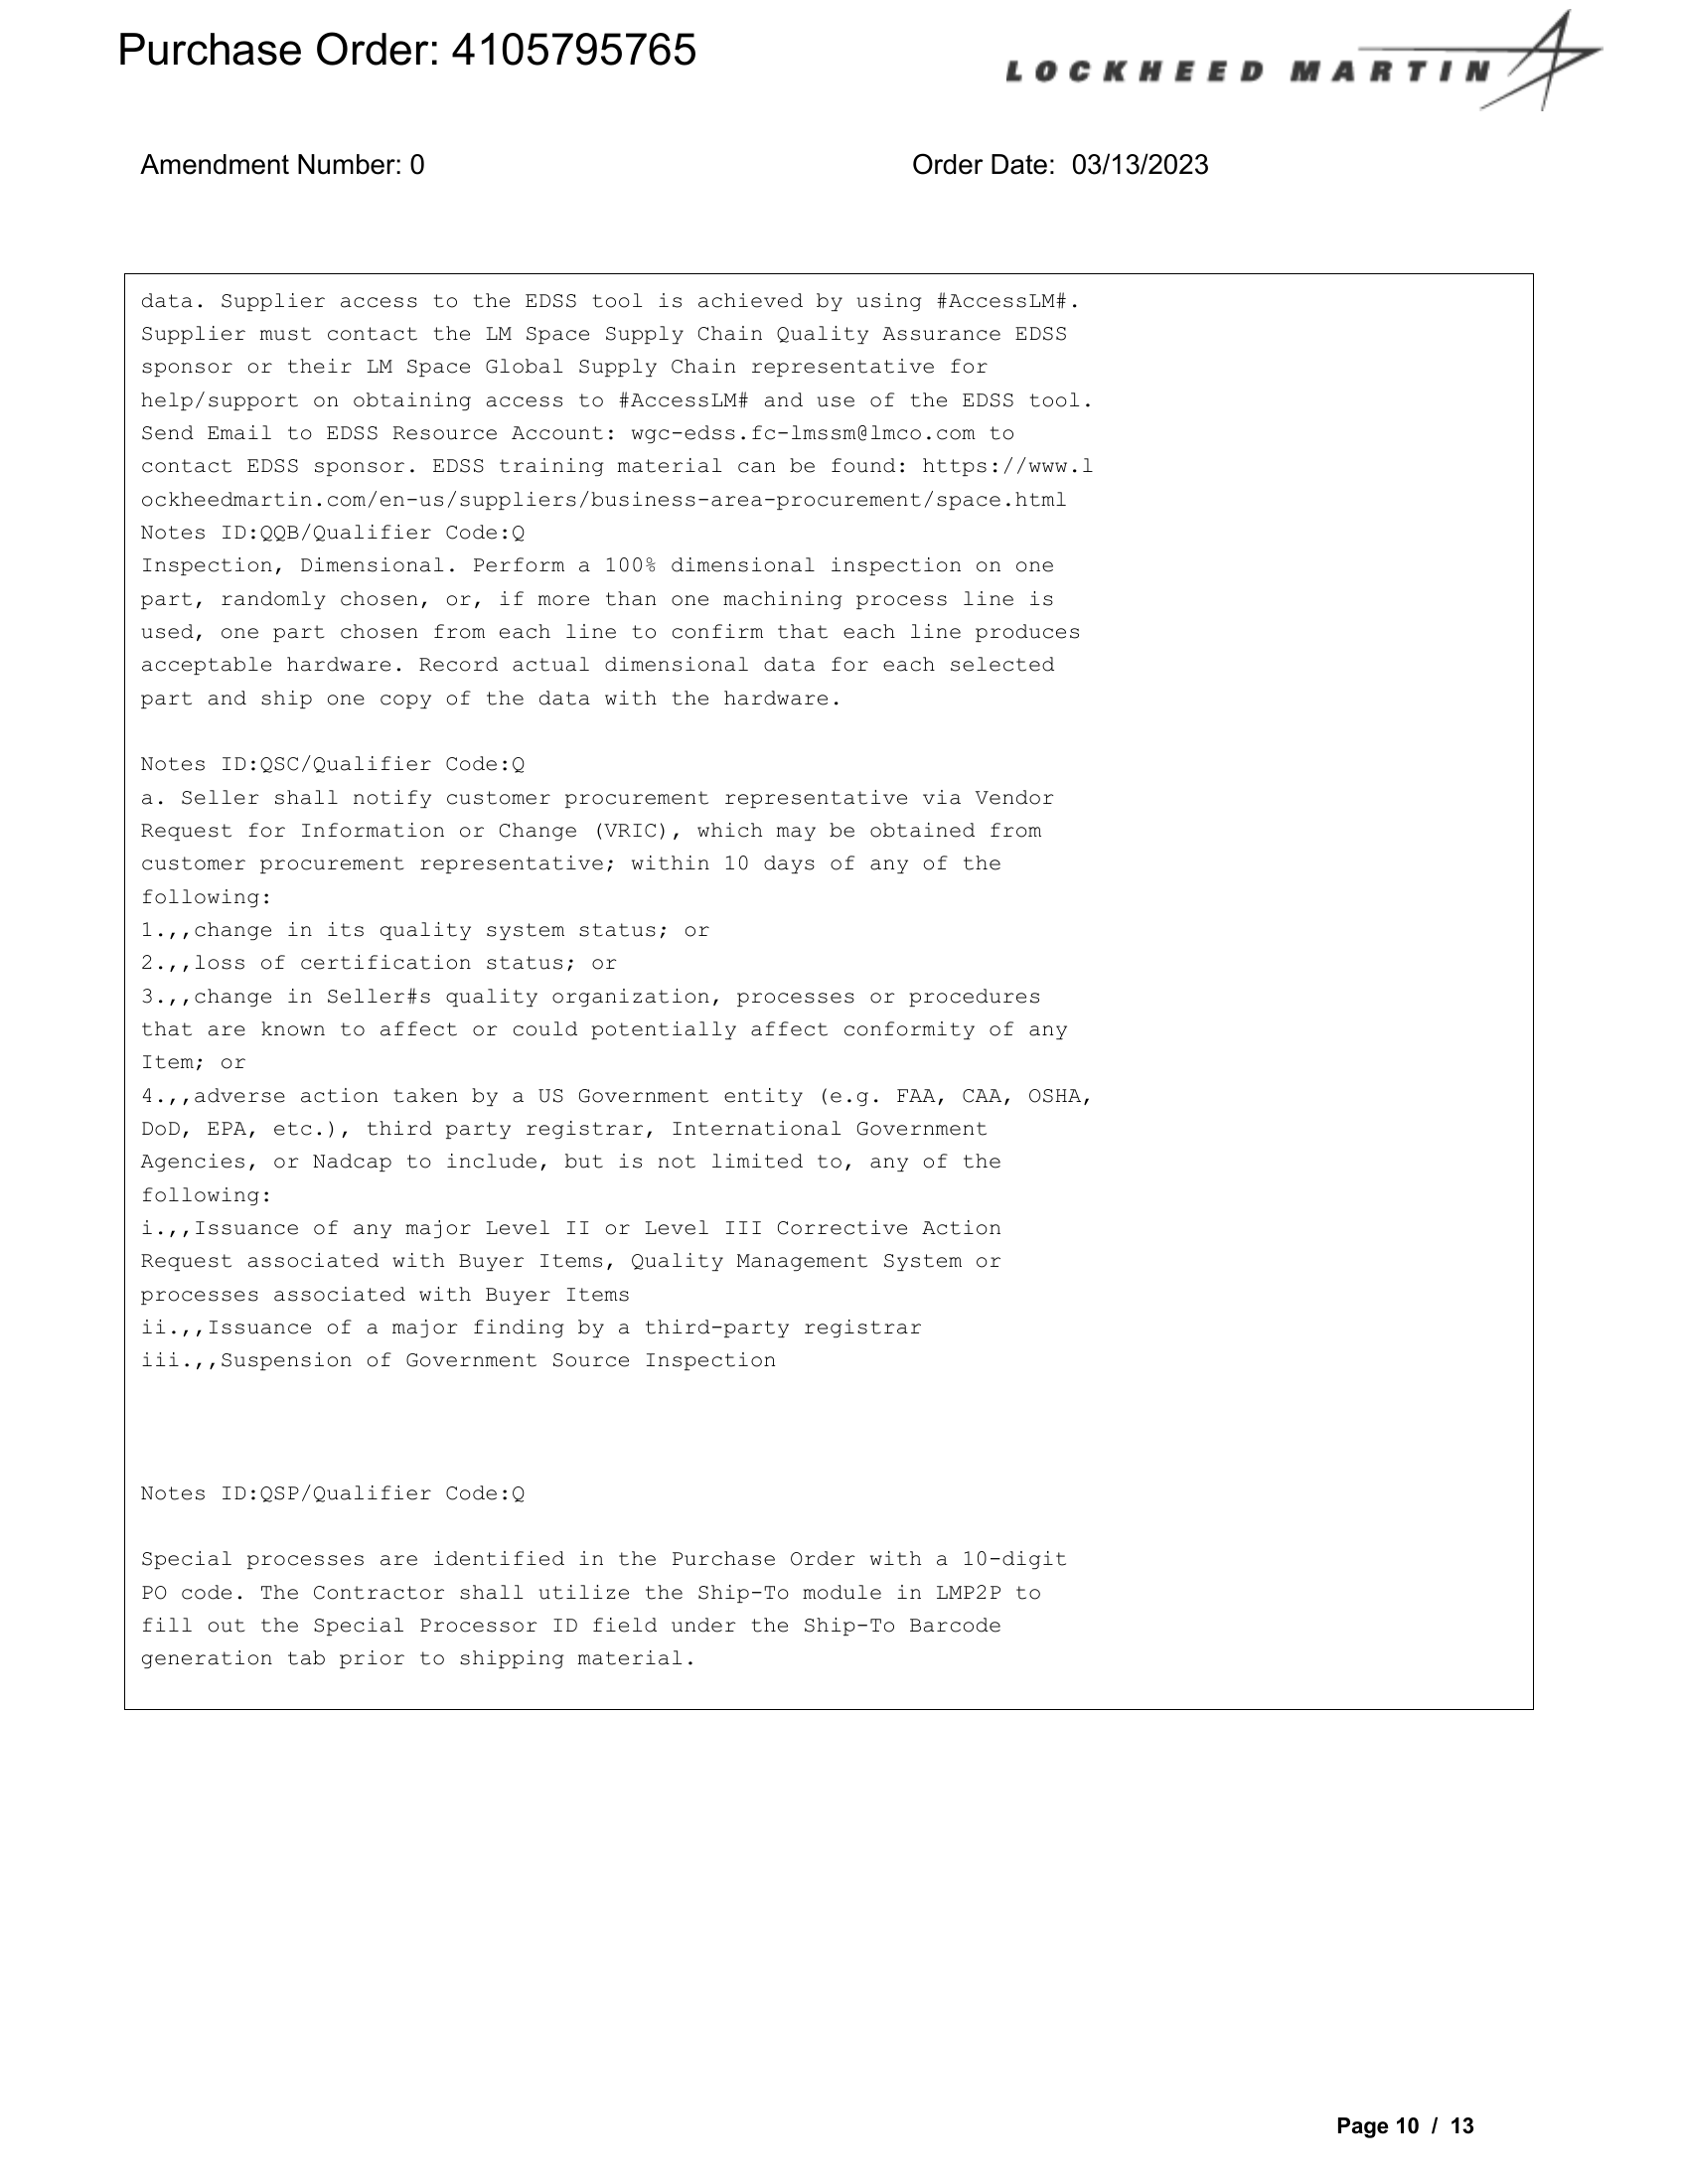 Purchase Order: 4105795765
LOCKHEED MARTIN
Amendment Number: 0
Order Date: 03/13/2023
data. Supplier access to the EDSS tool is achieved by using #AccessLM#.
Supplier must contact the LM Space Supply Chain Quality Assurance EDSS
sponsor or their LM Space Global Supply Chain representative for
help/support on obtaining access to #AccessLM# and use of the EDSS tool.
Send Email to EDSS Resource Account: wgc-edss.fc-lmssm@lmco.com to
contact EDSS sponsor. EDSS training material can be found: https://www.l
ockheedmartin.com/en-us/suppliers/business-area-procurement/space.html
Notes ID:QQB/Qualifier Code:Q
Inspection, Dimensional. Perform a 100% dimensional inspection on one
part, randomly chosen, or, if more than one machining process line is
used, one part chosen from each line to confirm that each line produces
acceptable hardware. Record actual dimensional data for each selected
part and ship one copy of the data with the hardware.
Notes ID:QSC/Qualifier Code:Q
a. Seller shall notify customer procurement representative via Vendor
Request for Information or Change (VRIC), which may be obtained from
customer procurement representative; within 10 days of any of the
following:
1.,,change in its quality system status; or
2.,,loss of certification status; or
3.,,change in Seller#s quality organization, processes or procedures
that are known to affect or could potentially affect conformity of any
Item; or
4.,,adverse action taken by a US Government entity (e.g. FAA, CAA, OSHA,
DoD, EPA, etc.), third party registrar, International Government
Agencies, or Nadcap to include, but is not limited to, any of the
following:
i.,,Issuance of any major Level II or Level III Corrective Action
Request associated with Buyer Items, Quality Management System or
processes associated with Buyer Items
ii.,,Issuance of a major finding by a third-party registrar
iii.,,Suspension of Government Source Inspection
Notes ID:QSP/Qualifier Code:Q
Special processes are identified in the Purchase Order with a 10-digit
PO code. The Contractor shall utilize the Ship-To module in LMP2P to
fill out the Special Processor ID field under the Ship-To Barcode
generation tab prior to shipping material.
Page 10 / 13